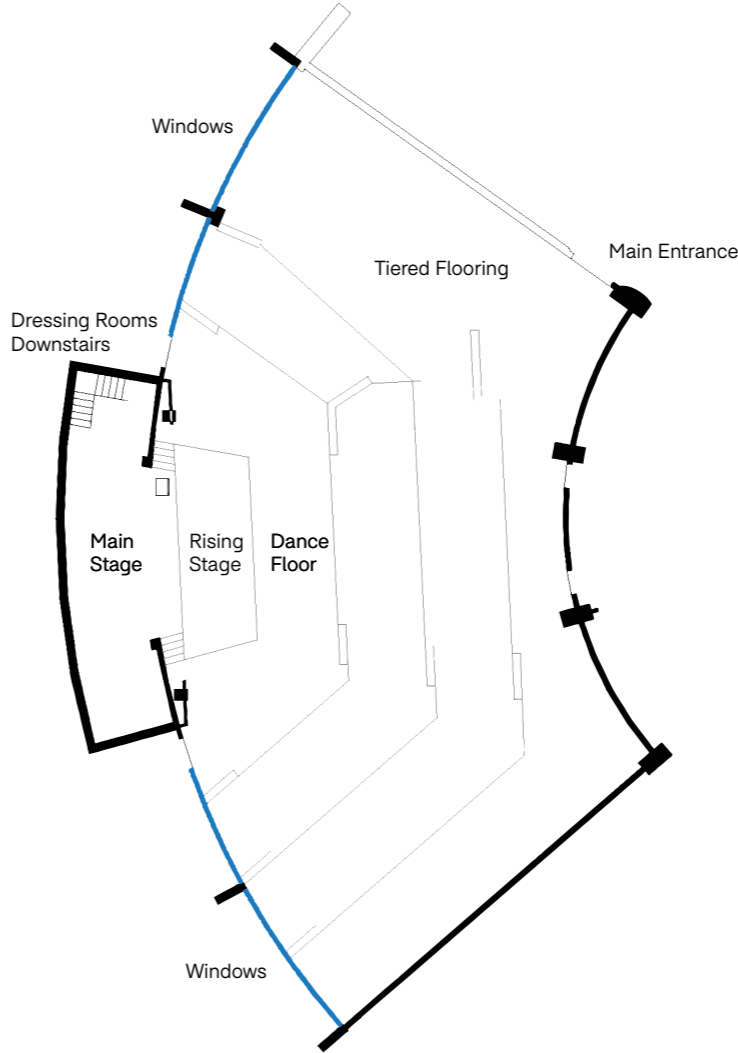 Windows
Tiered Flooring
Main Entrance
Dressing Rooms
Downstairs
Main
Stage
Rising
Stage
Dance
Floor
Windows